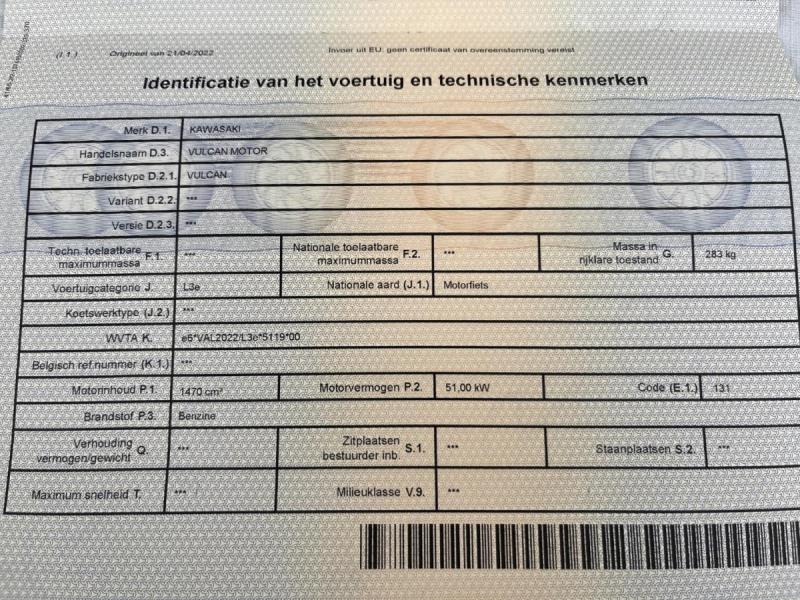 (I.1.) Origineel van 21/04/2022 Invoer uit EU: geen certificaat van overeenstemming vereist
Identificatie van het voertuig en technische kenmerken
Merk D.1. KAWASAKI
Handelsnaam D.3. VULCAN MOTOR
Fabriekstype D.2.1. VULCAN
Variant D.2.2. ***
Versie D.2.3. ***
Techn. toelaatbare maximummassa F.1. *** Nationale toelaatbare maximummassa F.2. *** Massa in rijklare toestand G. 283 kg
Voertuigcategorie J. L3e Nationale aard (J.1.) Motorfiets
Koetswerktype (J.2.) ***
WVTA K. e6*VAL2022/L3e*5119*00
Belgisch ref.nummer (K.1.) ***
Motorinhoud P.1. 1470 cm³ Motorvermogen P.2. 51,00 kW Code (E.1.) 131
Brandstof P.3. Benzine
Verhouding vermogen/gewicht Q. *** Zitplaatsen bestuurder inb. S.1. *** Staanplaatsen S.2. ***
Maximum snelheid T. *** Milieuklasse V.9. ***